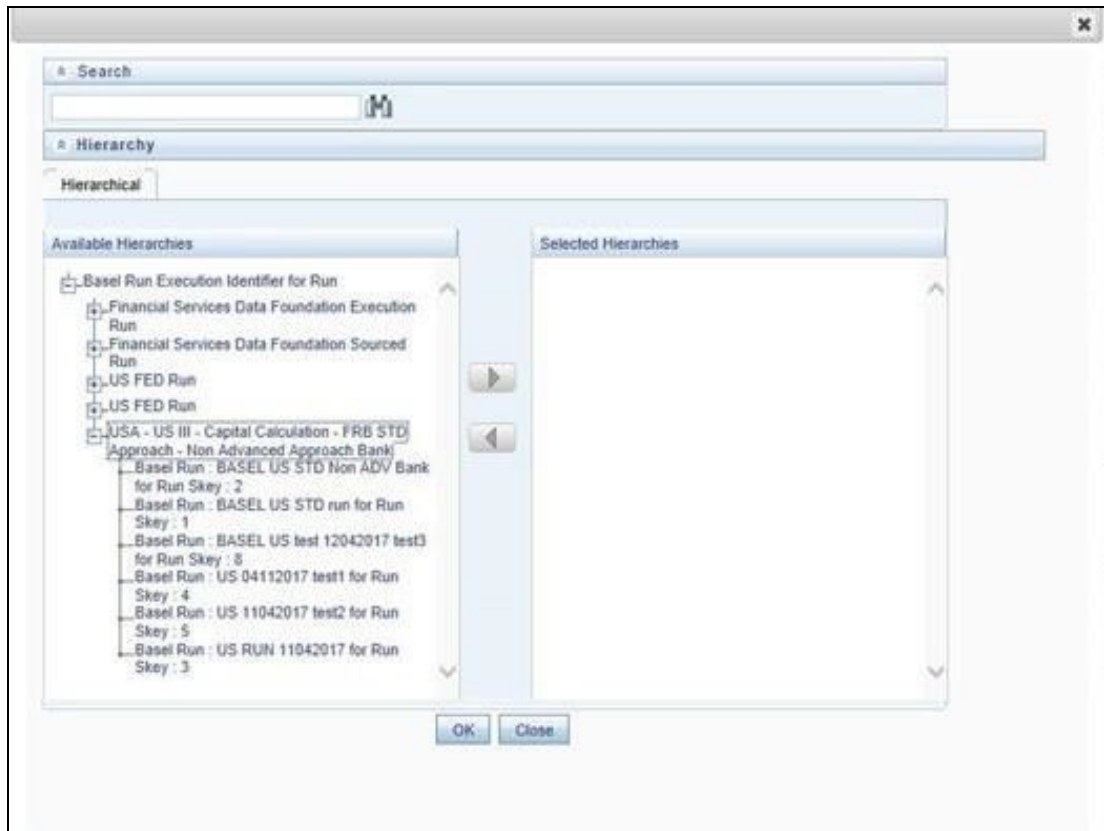 Search
Hierarchy
Hierarchical
Available Hierarchies
Selected Hierarchies
Basel Run Execution Identifier for Run
Financial Services Data Foundation Execution
Run
Financial Services Data Foundation Sourced
Run
US FED Run
US FED Run
USA - US III - Capital Calculation - FRB STD
Approach - Non Advanced Approach Bank
Basel Run : BASEL US STD Non ADV Bank
for Run Skey : 2
Basel Run : BASEL US STD run for Run
Skey : 1
Basel Run : BASEL US test 12042017 test3
for Run Skey : 8
Basel Run : US 04112017 test1 for Run
Skey : 4
Basel Run : US 11042017 test2 for Run
Skey : 5
Basel Run : US RUN 11042017 for Run
Skey : 3
OK
Close